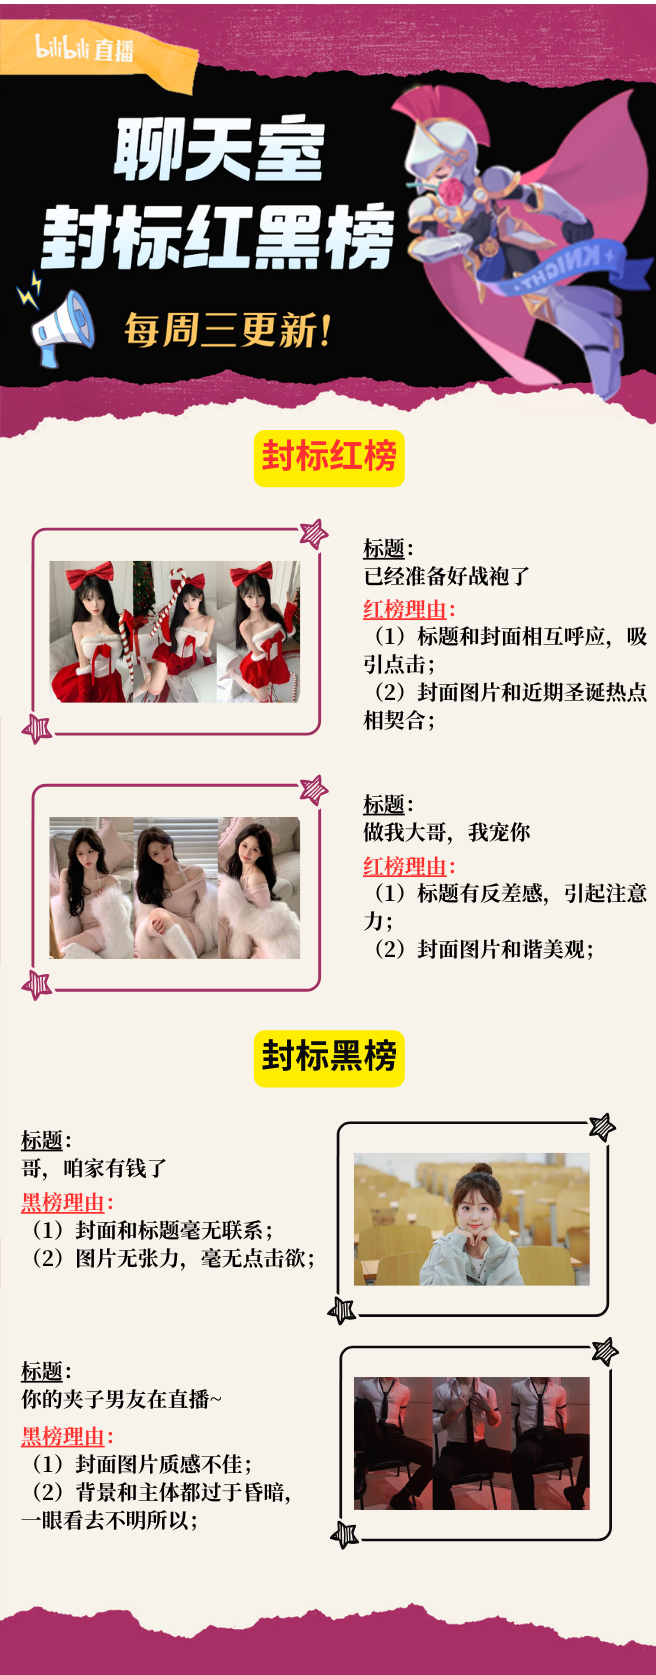 bilibili 直播
聊天室
封标红黑榜
KNIGHT
每周三更新！
封标红榜
标题：
已经准备好战袍了
红榜理由：
（1）标题和封面相互呼应，吸
引点击；
（2）封面图片和近期圣诞热点
相契合；
标题：
做我大哥，我宠你
红榜理由：
（1）标题有反差感，引起注意
力；
（2）封面图片和谐美观；
封标黑榜
标题：
哥，咱家有钱了
黑榜理由：
（1）封面和标题毫无联系；
（2）图片无张力，毫无点击欲；
标题：
你的夹子男友在直播~
黑榜理由：
（1）封面图片质感不佳；
（2）背景和主体都过于昏暗，
一眼看去不明所以；